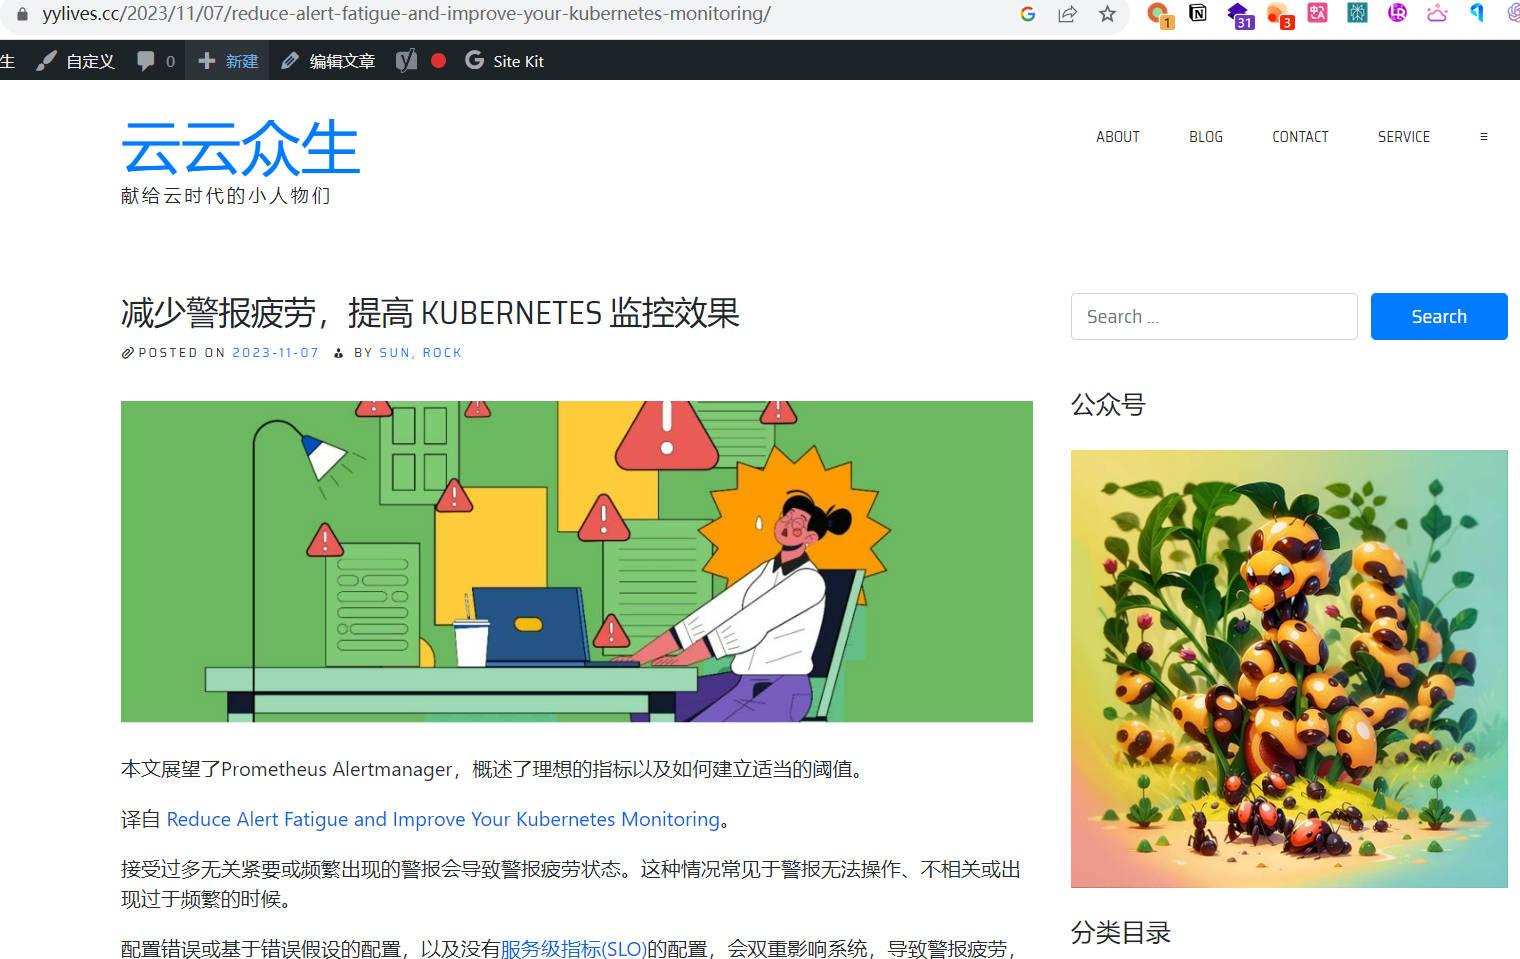 yylives.cc/2023/11/07/reduce-alert-fatigue-and-improve-your-kubernetes-monitoring/
1
31
3
生 自定义 0 新建 编辑文章 Site Kit
云云众生
献给云时代的小人物们
ABOUT BLOG CONTACT SERVICE
减少警报疲劳，提高 KUBERNETES 监控效果
POSTED ON 2023-11-07 BY SUN, ROCK
Search ...
Search
公众号
本文展望了Prometheus Alertmanager，概述了理想的指标以及如何建立适当的阈值。
译自 Reduce Alert Fatigue and Improve Your Kubernetes Monitoring。
接受过多无关紧要或频繁出现的警报会导致警报疲劳状态。这种情况常见于警报无法操作、不相关或出
现过于频繁的时候。
配置错误或基于错误假设的配置，以及没有服务级指标(SLO)的配置，会双重影响系统，导致警报疲劳，
分类目录